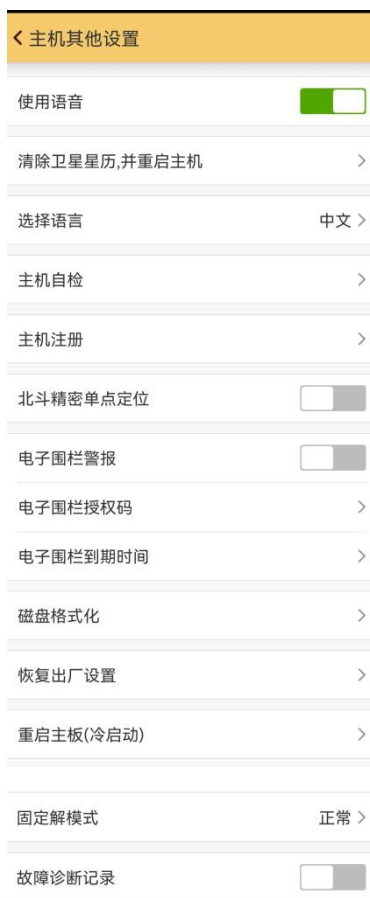 主机其他设置
使用语音
清除卫星星历,并重启主机
选择语言 中文
主机自检
主机注册
北斗精密单点定位
电子围栏警报
电子围栏授权码
电子围栏到期时间
磁盘格式化
恢复出厂设置
重启主板(冷启动)
固定解模式 正常
故障诊断记录